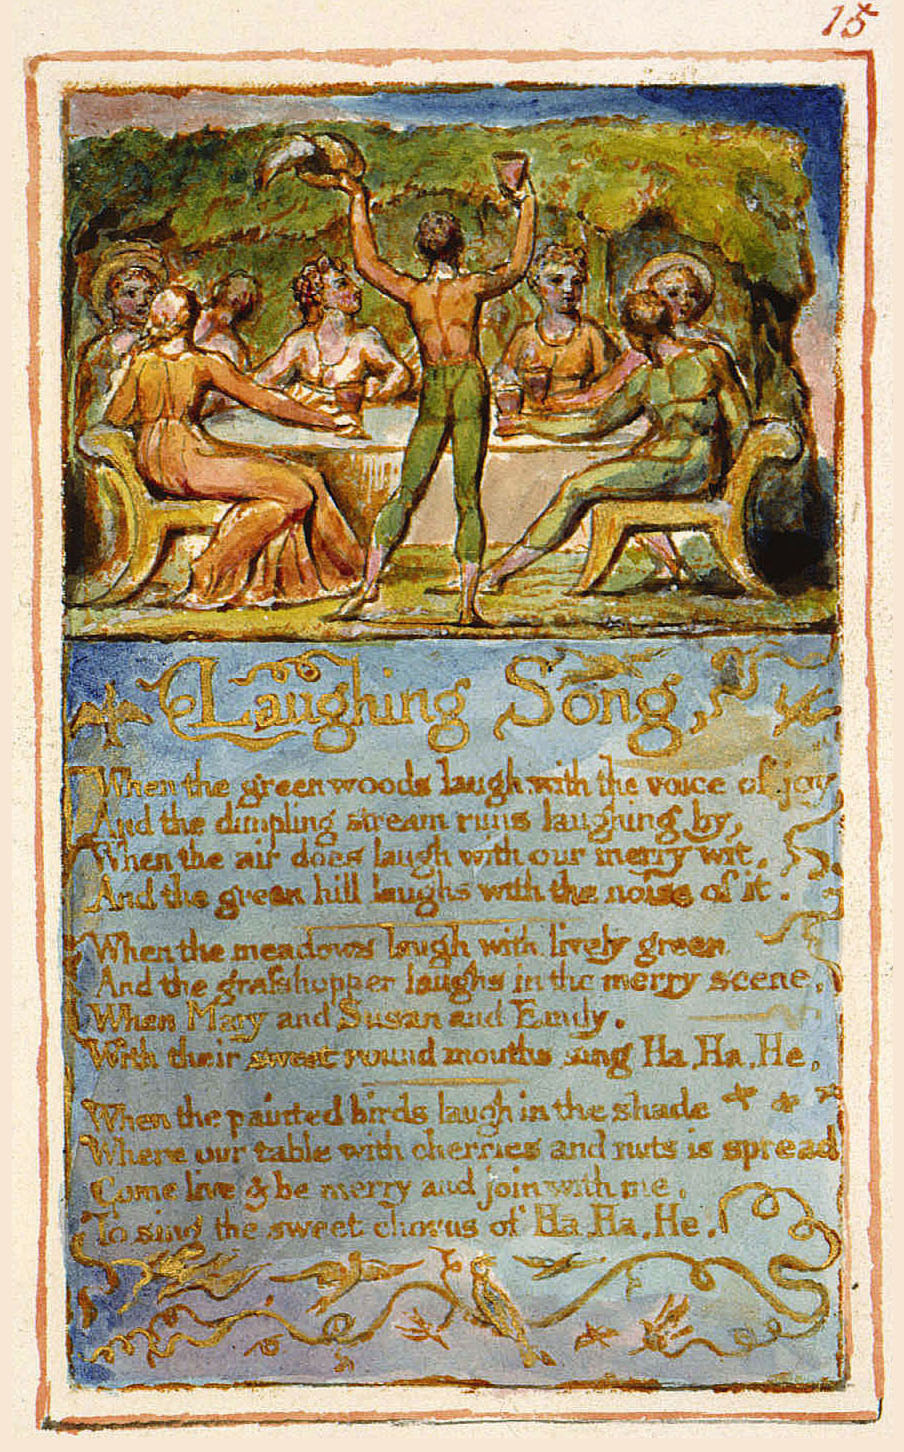 15
Laughing Song,
When the green woods laugh, with the voice of joy
And the dimpling stream runs laughing by,
When the air does laugh with our merry wit,
And the green hill laughs with the noise of it.
When the meadows laugh with lively green
And the grashopper laughs in the merry scene,
When Mary and Susan and Emily,
With their sweet round mouths sing Ha, Ha, He,
When the painted birds laugh in the shade
Where our table with cherries and nuts is spread
Come live & be merry and join with me,
To sing the sweet chorus of Ha, Ha, He.